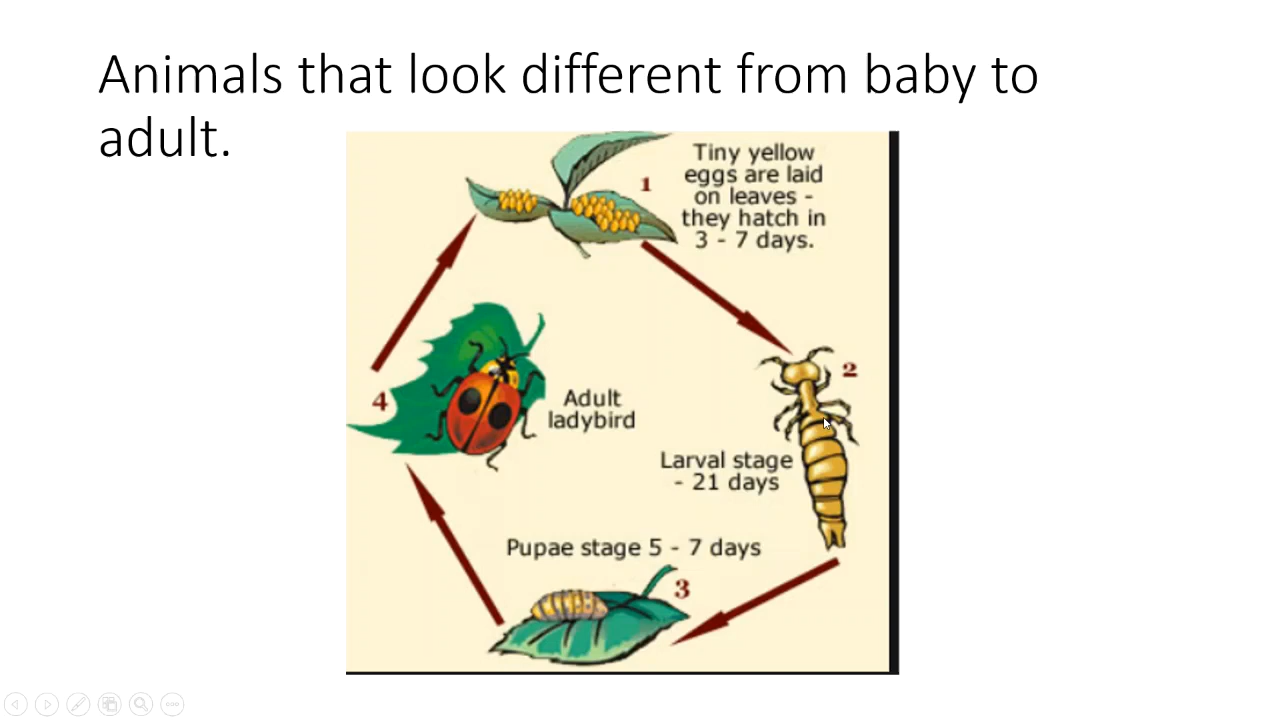 Animals that look different from baby to
adult.
1
Tiny yellow
eggs are laid
on leaves -
they hatch in
3 - 7 days.
2
Larval stage
- 21 days
Pupae stage 5 - 7 days
3
4
Adult
ladybird